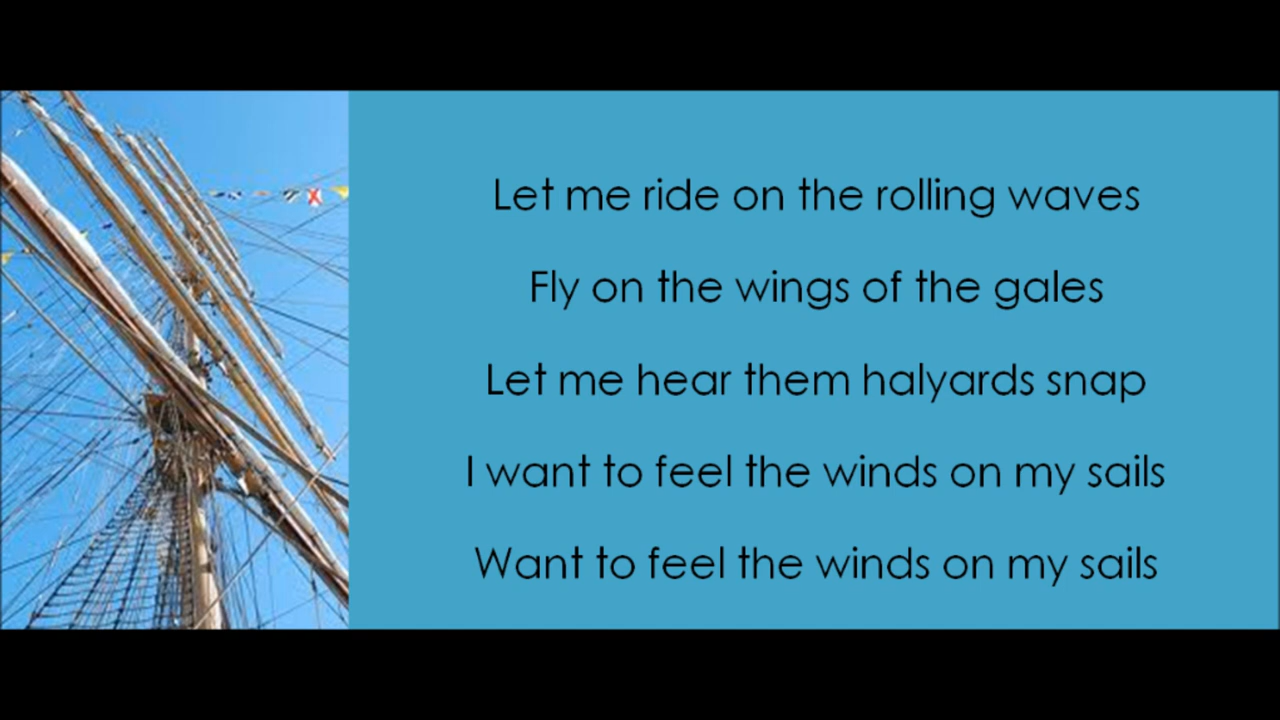 Let me ride on the rolling waves
Fly on the wings of the gales
Let me hear them halyards snap
I want to feel the winds on my sails
Want to feel the winds on my sails